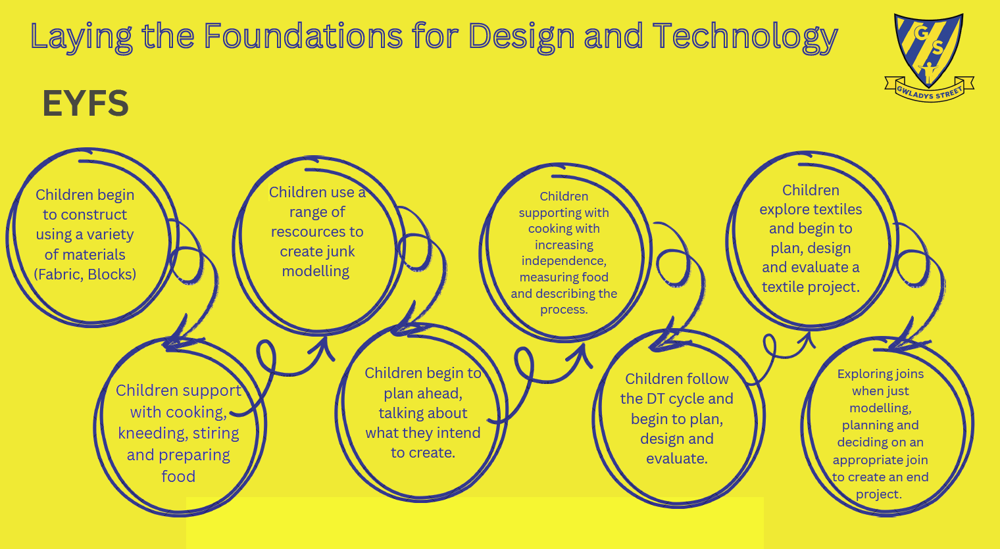 Laying the Foundations for Design and Technology
G
S
GWLADYS STREET
EYFS
Children begin
to construct
using a variety
of materials
(Fabric, Blocks)
Children support
with cooking,
kneeding, stiring
and preparing
food
Children use a
range of
rescources to
create junk
modelling
Children begin to
plan ahead,
talking about
what they intend
to create.
Children
supporting with
cooking with
increasing
independence,
measuring food
and describing the
process.
Children follow
the DT cycle and
begin to plan,
design and
evaluate.
Children
explore textiles
and begin to
plan, design
and evaluate a
textile project.
Exploring joins
when just
modelling,
planning and
deciding on an
appropriate join
to create an end
project.